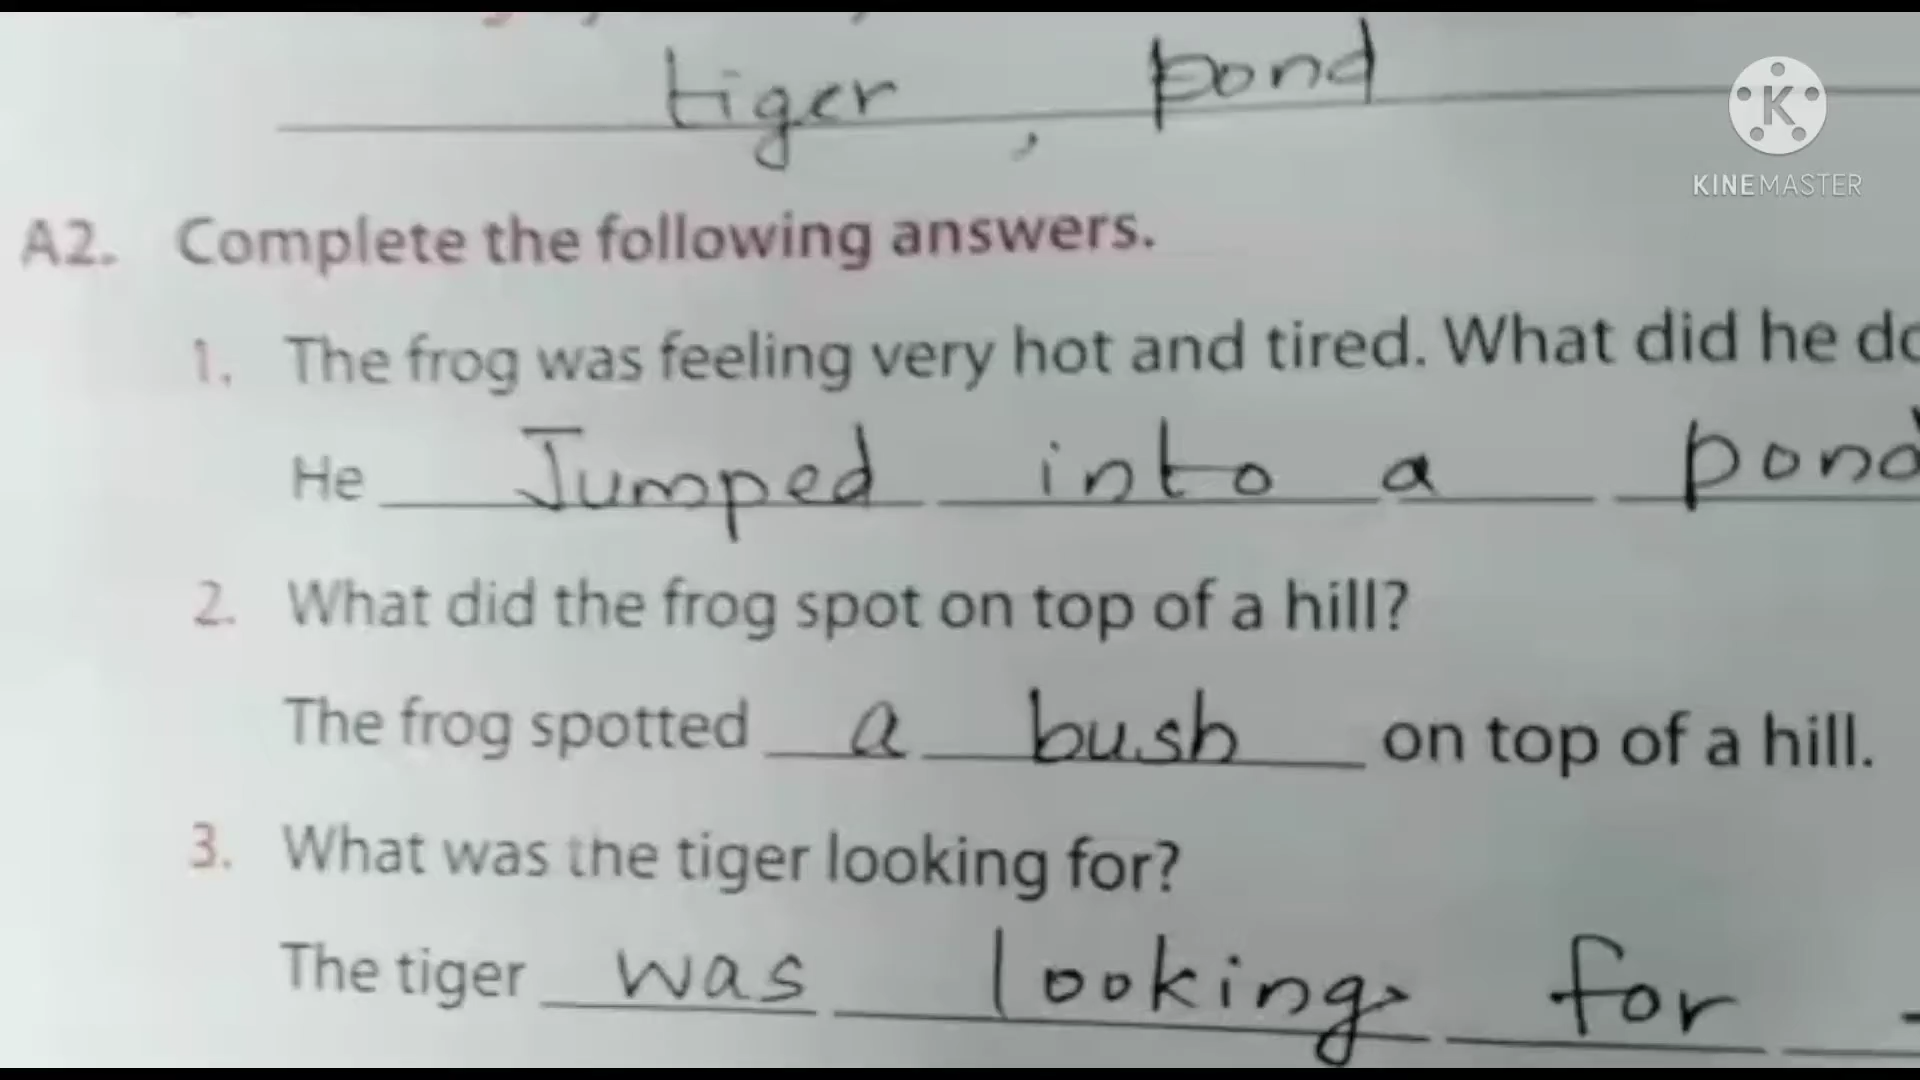 tiger , pond
KINEMASTER
A2. Complete the following answers.
1. The frog was feeling very hot and tired. What did he do
He Jumped into a pond
2. What did the frog spot on top of a hill?
The frog spotted a bush on top of a hill.
3. What was the tiger looking for?
The tiger was looking for